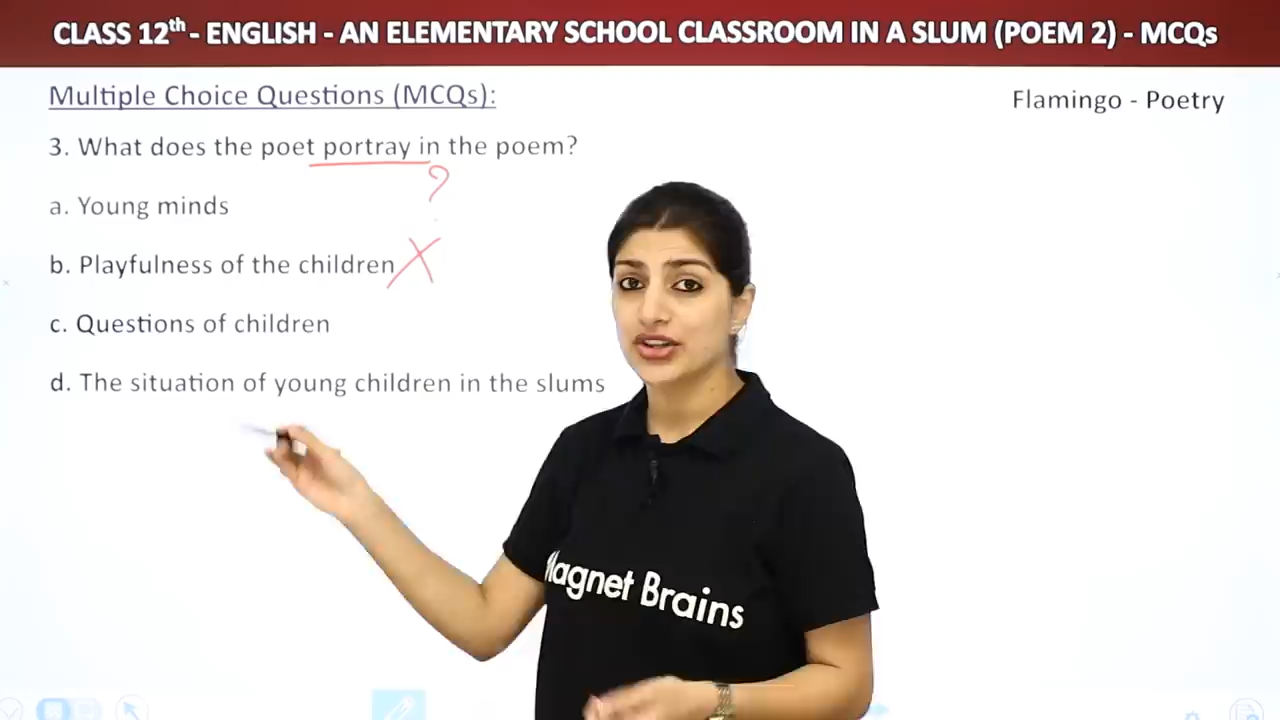 CLASS 12th - ENGLISH - AN ELEMENTARY SCHOOL CLASSROOM IN A SLUM (POEM 2) - MCQs
Multiple Choice Questions (MCQs):
Flamingo - Poetry
3. What does the poet portray in the poem?
?
a. Young minds
b. Playfulness of the children X
c. Questions of children
d. The situation of young children in the slums
Magnet Brains